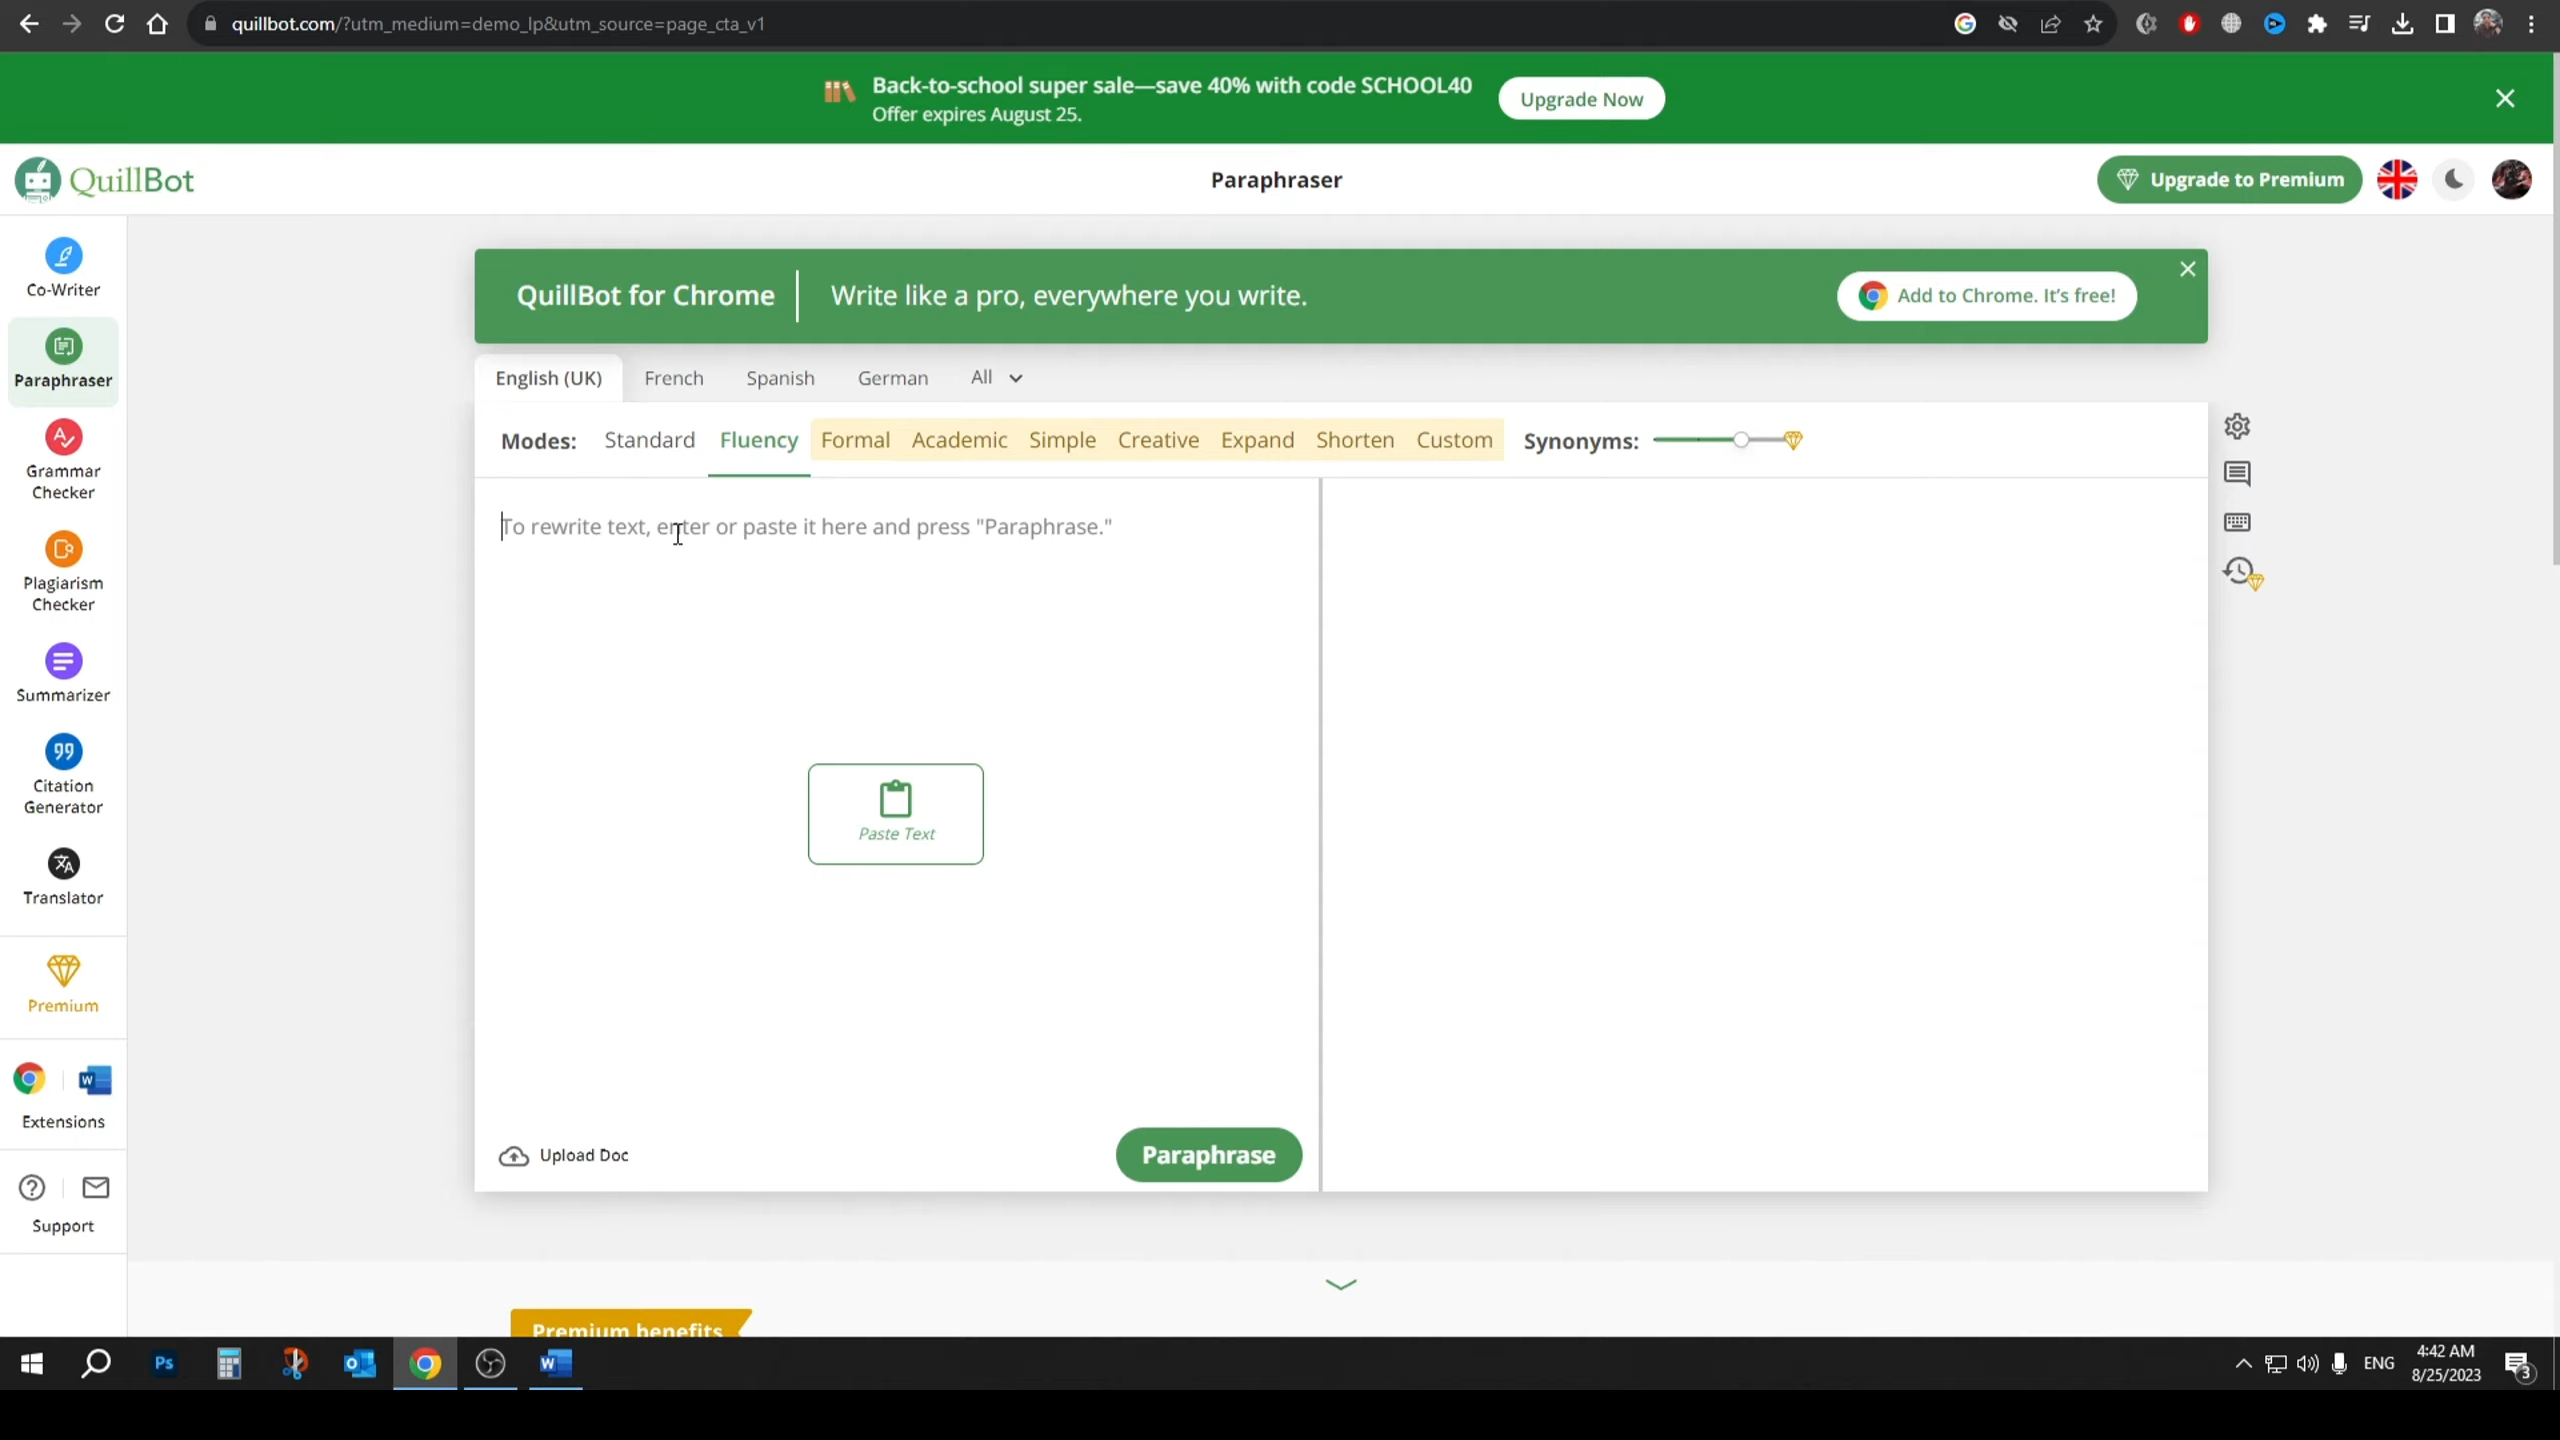 quillbot.com/?utm_medium=demo_lp&utm_source=page_cta_v1
Back-to-school super sale—save 40% with code SCHOOL40
Offer expires August 25.
Upgrade Now
QuillBot
Paraphraser
Upgrade to Premium
Co-Writer
Paraphraser
Grammar
Checker
Plagiarism
Checker
Summarizer
Citation
Generator
Translator
Premium
Extensions
Support
QuillBot for Chrome
Write like a pro, everywhere you write.
Add to Chrome. It's free!
English (UK) French Spanish German All
Modes: Standard Fluency Formal Academic Simple Creative Expand Shorten Custom Synonyms:
To rewrite text, enter or paste it here and press "Paraphrase."
Paste Text
Upload Doc
Paraphrase
Premium benefits
Ps
ENG
4:42 AM
8/25/2023
3